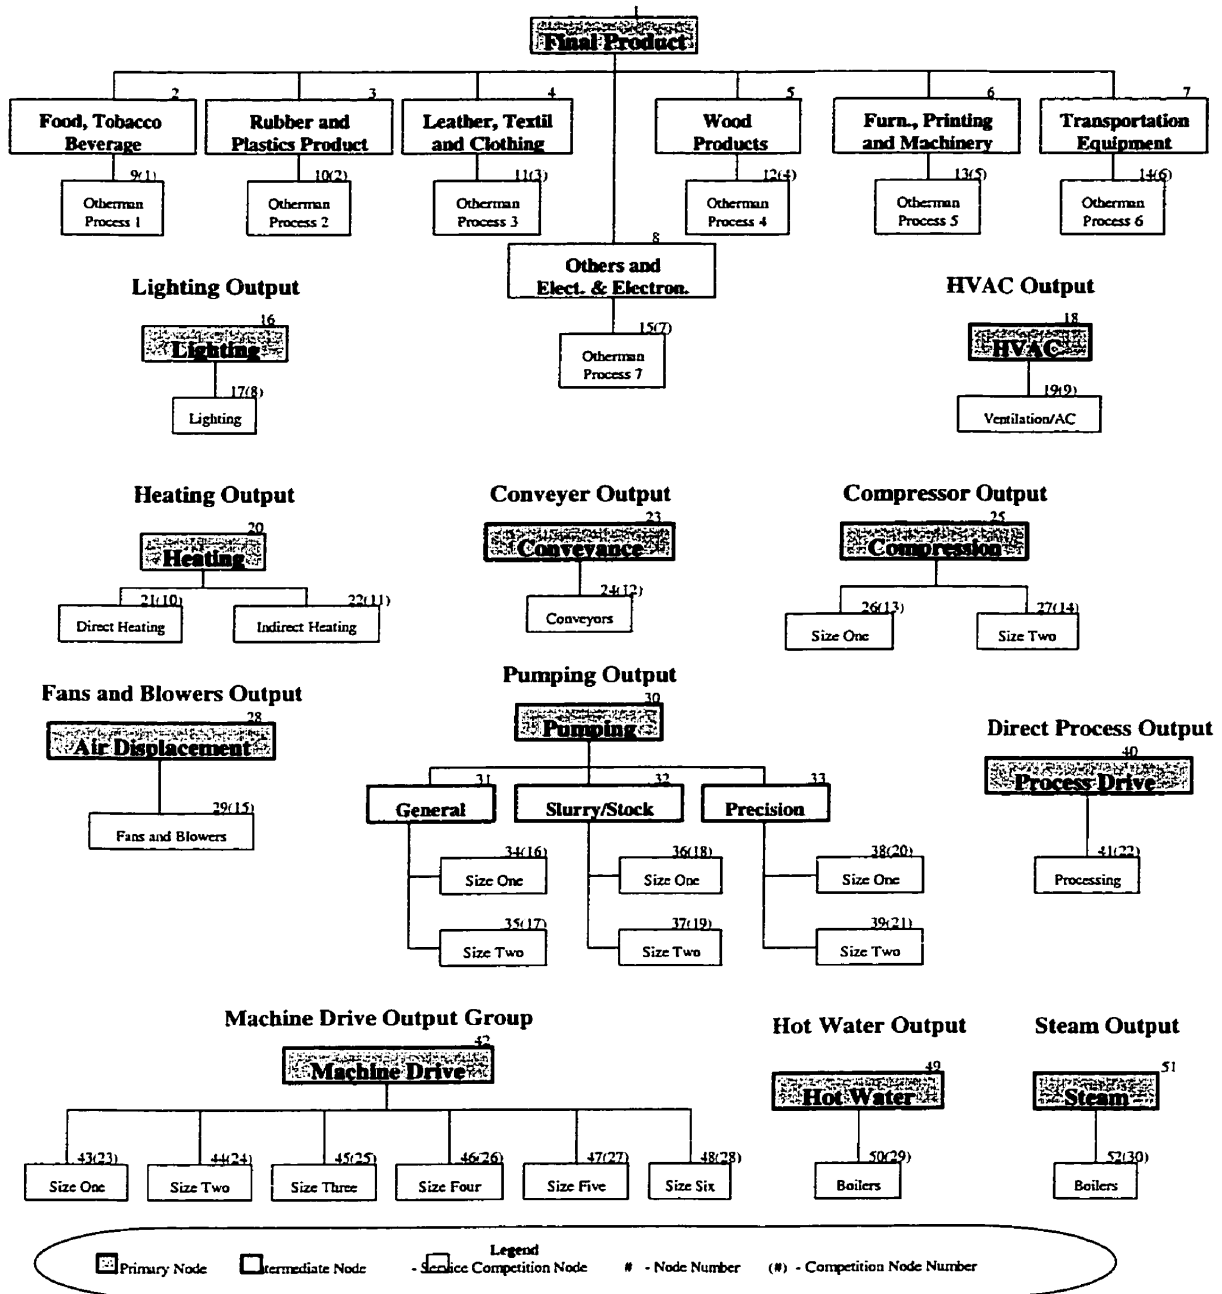 1
Final Product
2
Food, Tobacco
Beverage
3
Rubber and
Plastics Product
4
Leather, Textil
and Clothing
5
Wood
Products
6
Furn., Printing
and Machinery
7
Transportation
Equipment
9(1)
Otherman
Process 1
10(2)
Otherman
Process 2
11(3)
Otherman
Process 3
12(4)
Otherman
Process 4
13(5)
Otherman
Process 5
14(6)
Otherman
Process 6
8
Others and
Elect. & Electron.
15(7)
Otherman
Process 7
Lighting Output
16
Lighting
17(8)
Lighting
HVAC Output
18
HVAC
19(9)
Ventilation/AC
Heating Output
20
Heating
21(10)
Direct Heating
22(11)
Indirect Heating
Conveyer Output
23
Conveyance
24(12)
Conveyors
Compressor Output
25
Compression
26(13)
Size One
27(14)
Size Two
Fans and Blowers Output
28
Air Displacement
29(15)
Fans and Blowers
Pumping Output
30
Pumping
31
General
32
Slurry/Stock
33
Precision
34(16)
Size One
36(18)
Size One
38(20)
Size One
35(17)
Size Two
37(19)
Size Two
39(21)
Size Two
Direct Process Output
40
Process Drive
41(22)
Processing
Machine Drive Output Group
42
Machine Drive
43(23)
Size One
44(24)
Size Two
45(25)
Size Three
46(26)
Size Four
47(27)
Size Five
48(28)
Size Six
Hot Water Output
49
Hot Water
50(29)
Boilers
Steam Output
51
Steam
52(30)
Boilers
Legend
Primary Node
ntermediate Node
- Service Competition Node
# - Node Number
(#) - Competition Node Number